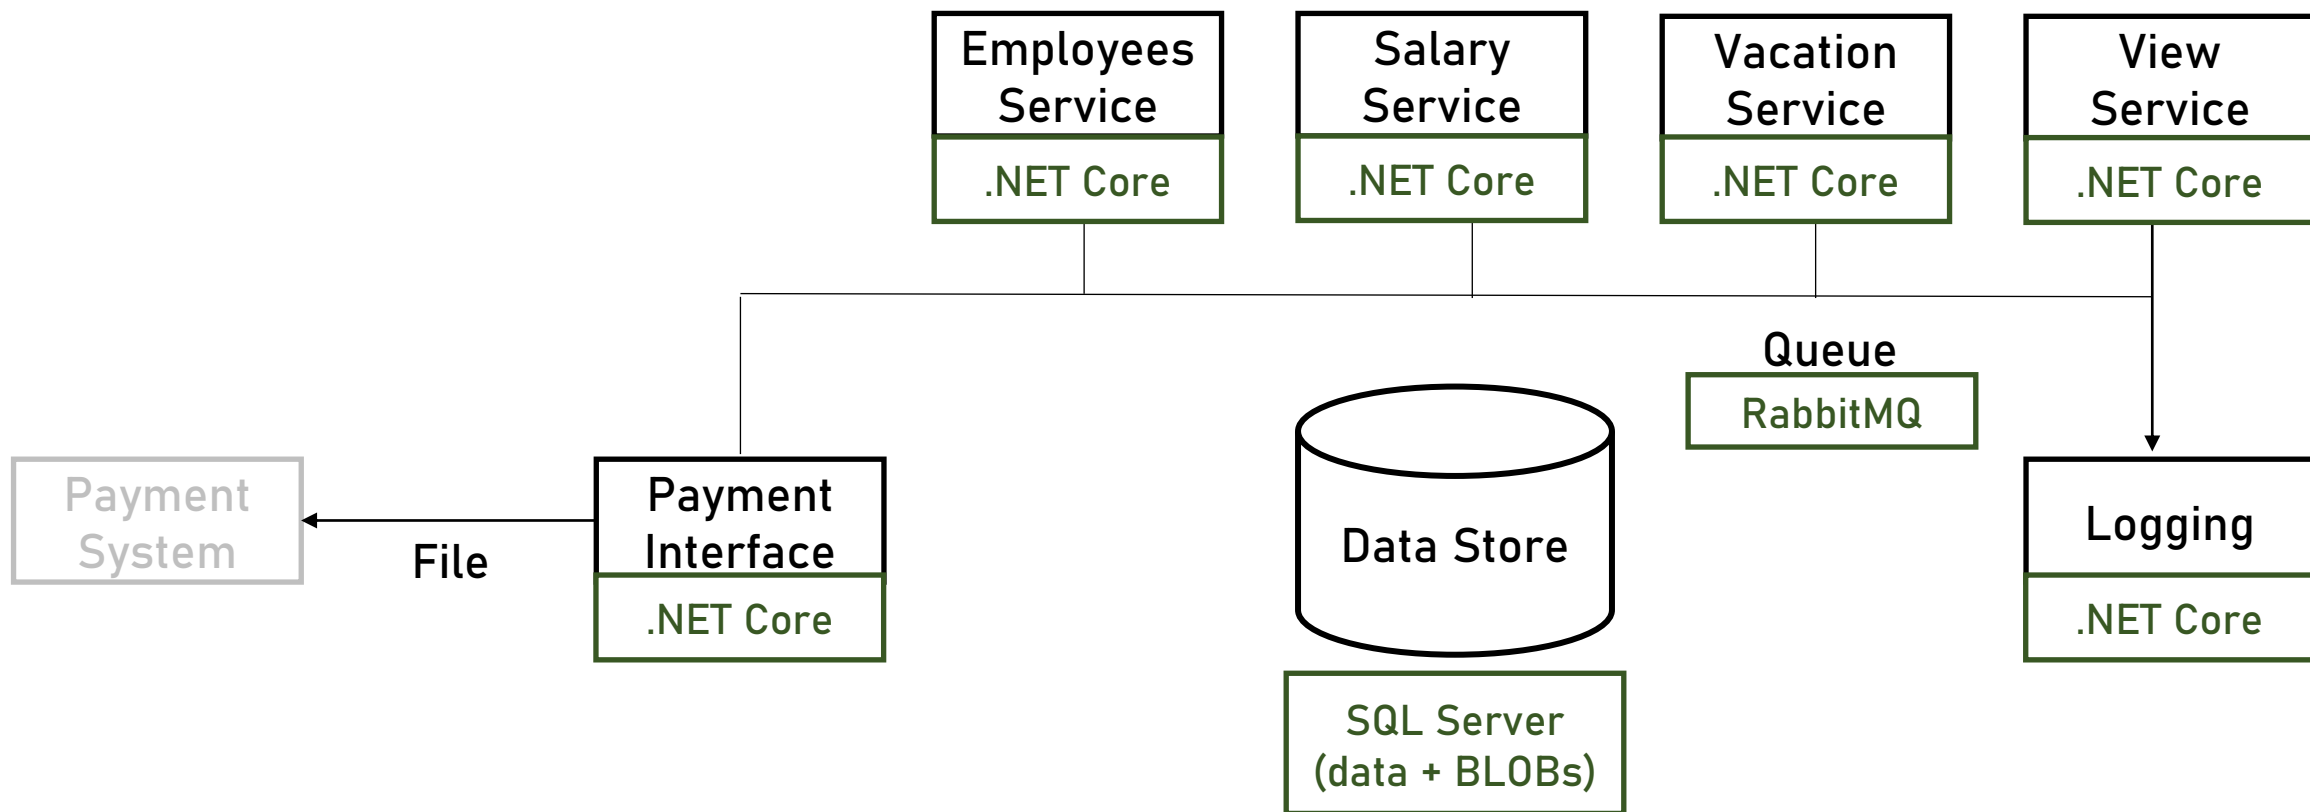 Employees
Service
.NET Core
Salary
Service
.NET Core
Vacation
Service
.NET Core
View
Service
.NET Core
Queue
RabbitMQ
Payment
System
File
Payment
Interface
.NET Core
Data Store
SQL Server
(data + BLOBs)
Logging
.NET Core